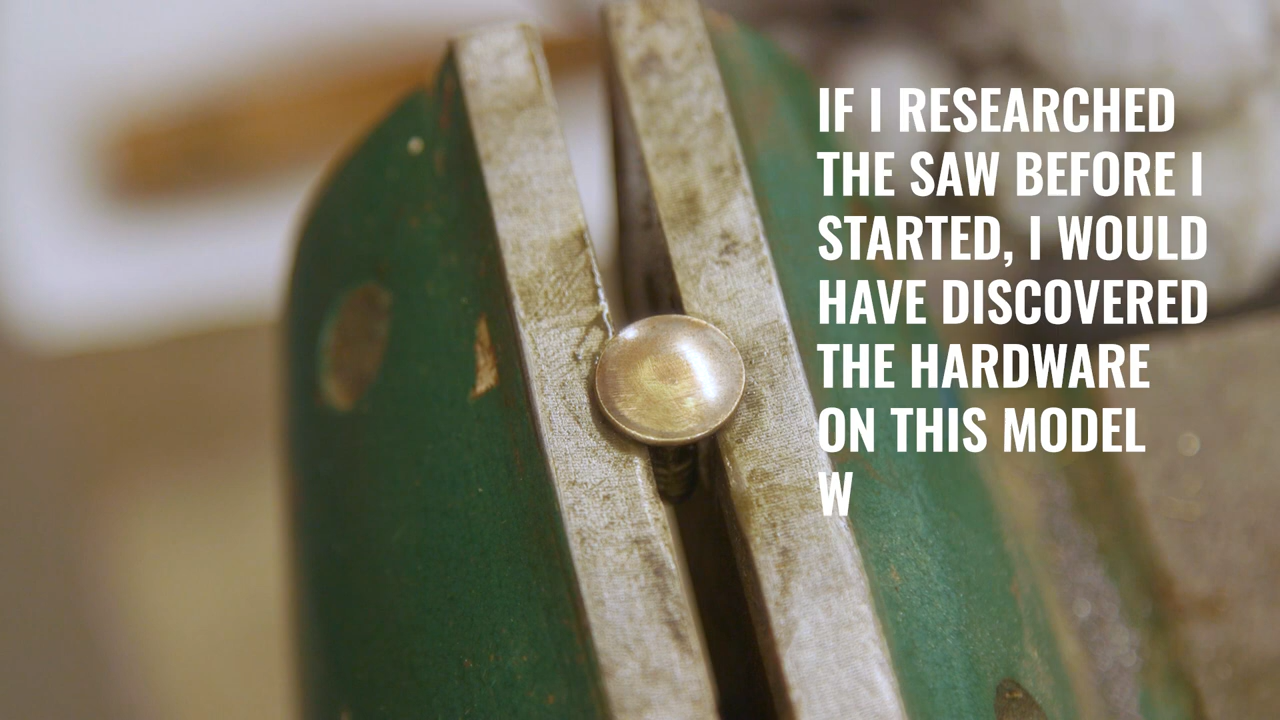 IF I RESEARCHED
THE SAW BEFORE I
STARTED, I WOULD
HAVE DISCOVERED
THE HARDWARE
ON THIS MODEL
W